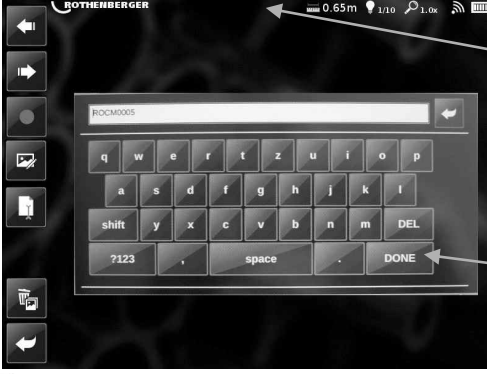 ROTHENBERGER 0.65m 1/10 1.0x
ROCM0005
q w e r t z u i o p
a s d f g h j k l
shift y x c v b n m DEL
?123 , space . DONE